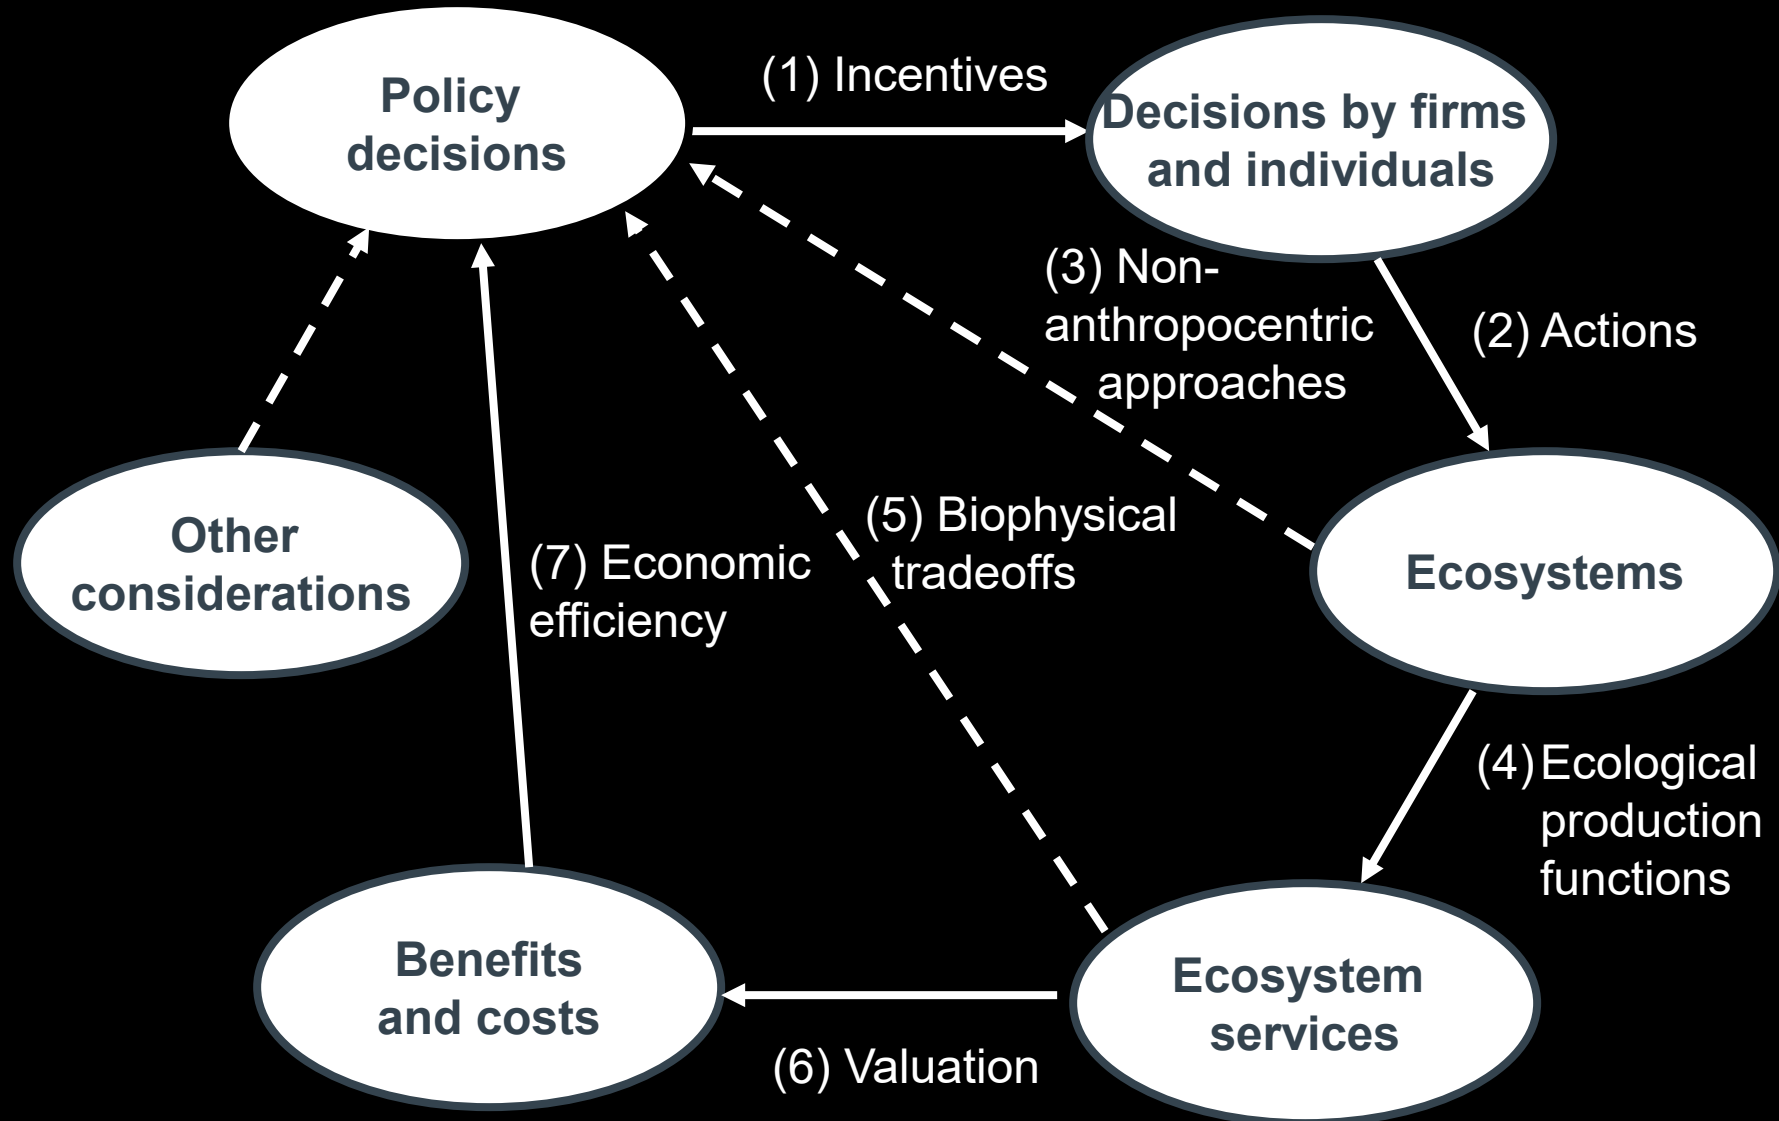 Policy
decisions
(1) Incentives
Decisions by firms
and individuals
(3) Non-
anthropocentric
approaches
(2) Actions
Other
considerations
(7) Economic
efficiency
(5) Biophysical
tradeoffs
Ecosystems
(4) Ecological
production
functions
Benefits
and costs
(6) Valuation
Ecosystem
services